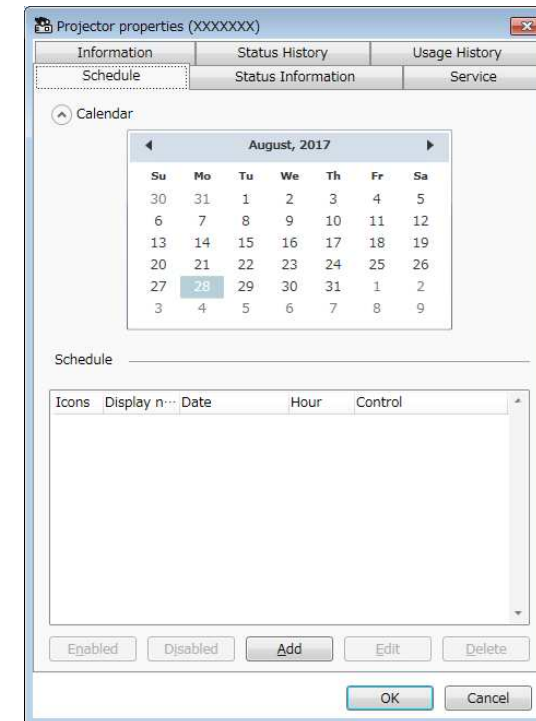 Projector properties (XXXXXXX)
Information Status History Usage History
Schedule Status Information Service
Calendar
August, 2017
Su Mo Tu We Th Fr Sa
30 31 1 2 3 4 5
6 7 8 9 10 11 12
13 14 15 16 17 18 19
20 21 22 23 24 25 26
27 28 29 30 31 1 2
3 4 5 6 7 8 9
Schedule
Icons Display n··· Date Hour Control
Enabled Disabled Add Edit Delete
OK Cancel